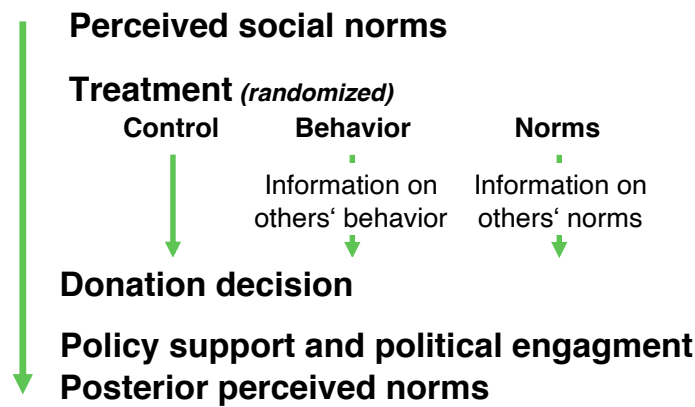 Perceived social norms
Treatment (randomized)
Control Behavior Norms
Information on Information on
others‘ behavior others‘ norms
Donation decision
Policy support and political engagment
Posterior perceived norms